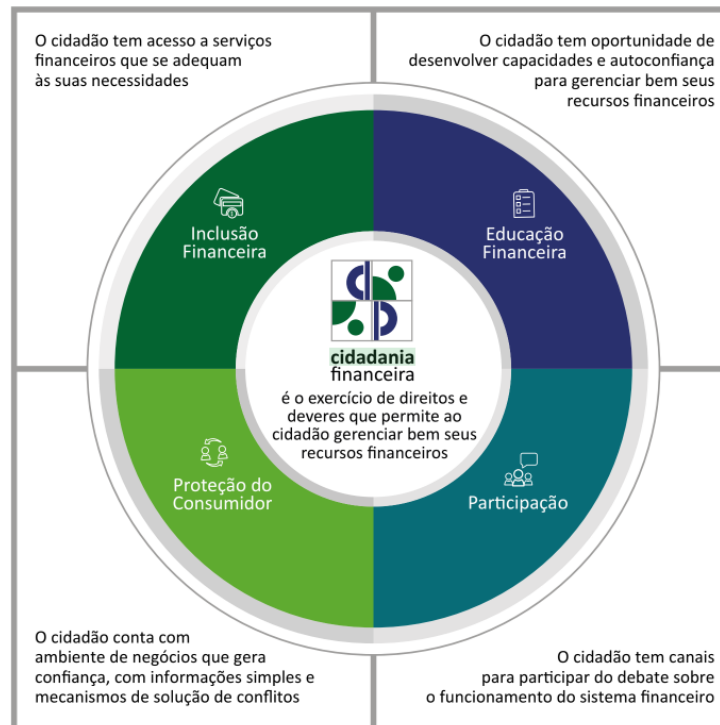 O cidadão tem acesso a serviços
financeiros que se adequam
às suas necessidades
O cidadão tem oportunidade de
desenvolver capacidades e autoconfiança
para gerenciar bem seus
recursos financeiros
Inclusão
Financeira
Educação
Financeira
cidadania
financeira
é o exercício de direitos e
deveres que permite ao
cidadão gerenciar bem seus
recursos financeiros
Proteção do
Consumidor
Participação
O cidadão conta com
ambiente de negócios que gera
confiança, com informações simples e
mecanismos de solução de conflitos
O cidadão tem canais
para participar do debate sobre
o funcionamento do sistema financeiro